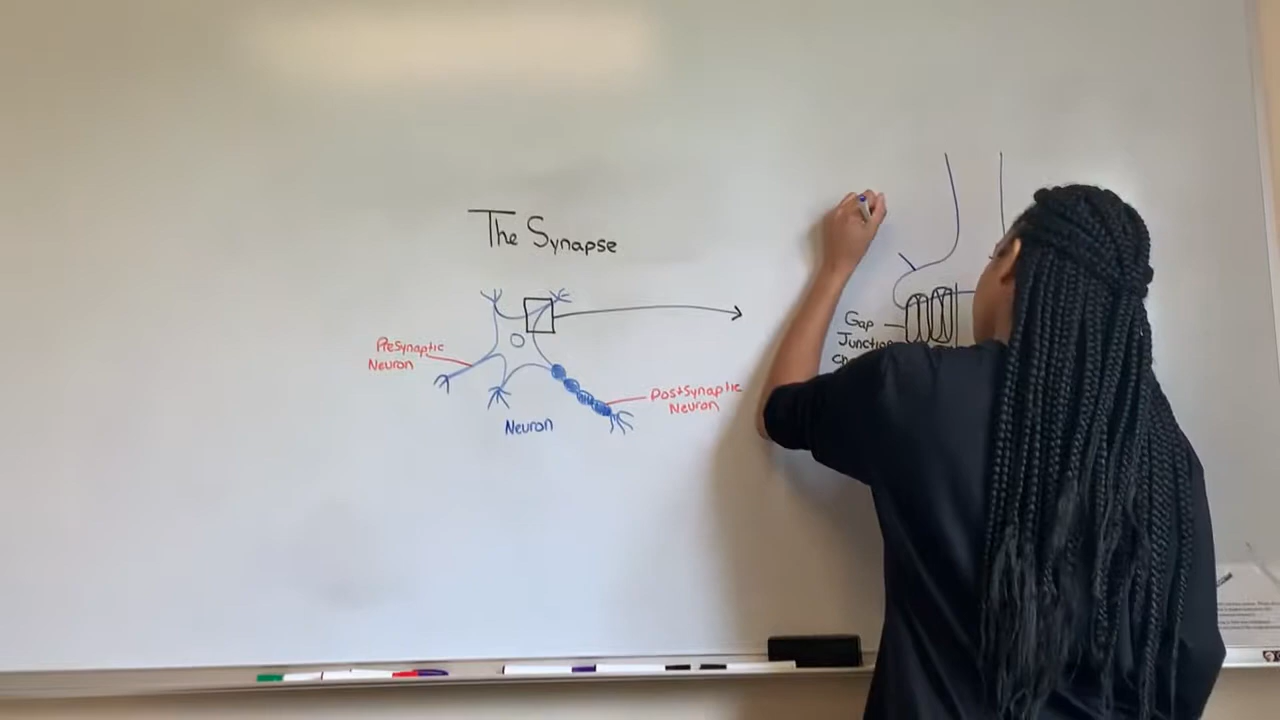 The Synapse
Presynaptic
Neuron
Postsynaptic
Neuron
Neuron
Gap
Junction